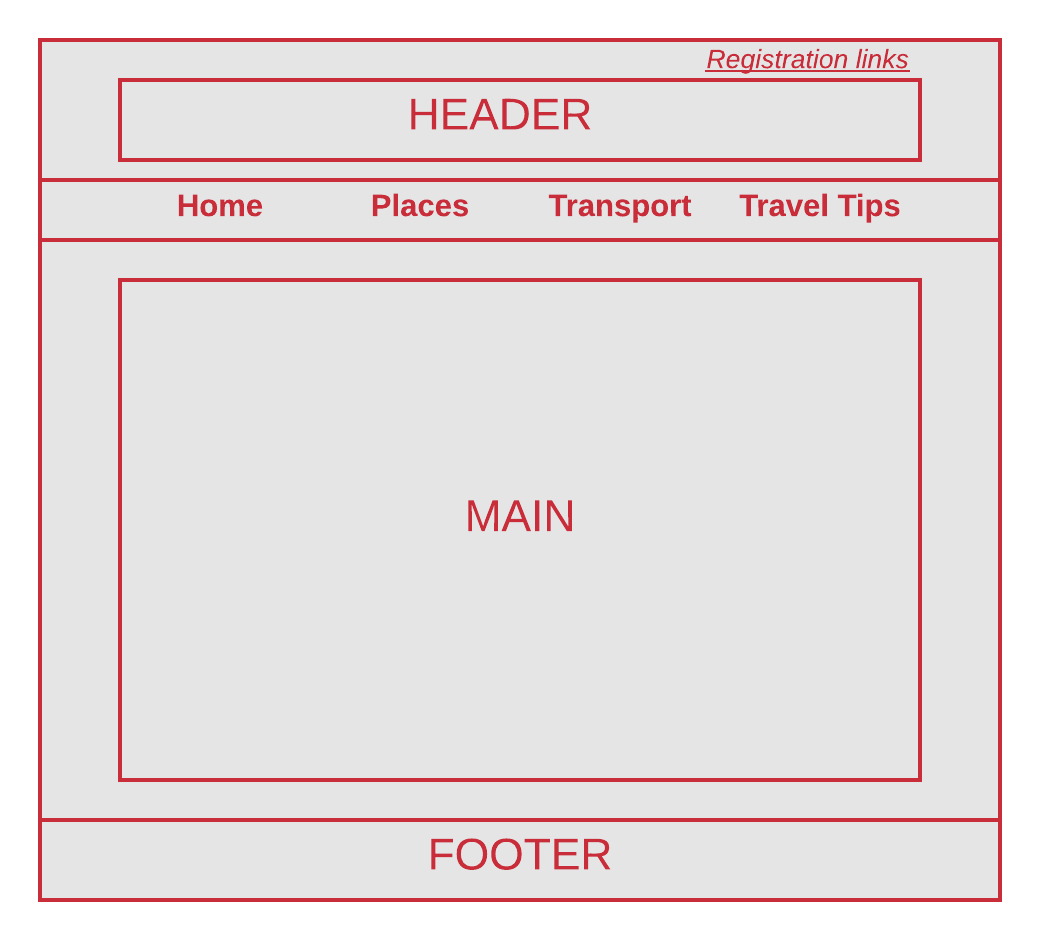 Registration links
HEADER
Home Places Transport Travel Tips
MAIN
FOOTER